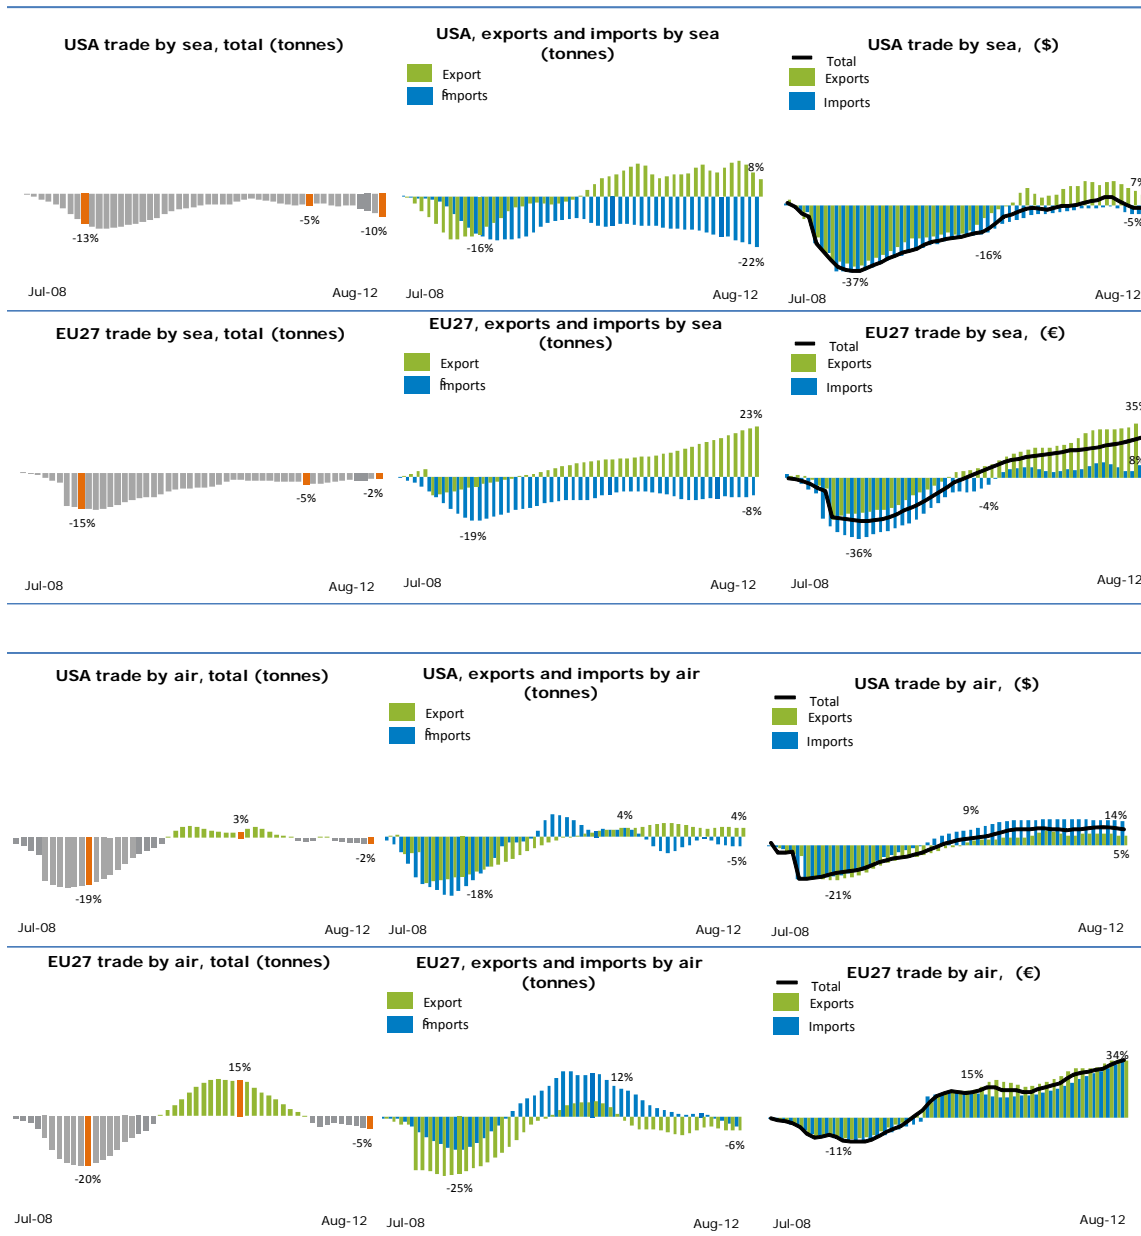 USA trade by sea, total (tonnes)
-13%
-5%
-10%
Jul-08
Aug-12
USA, exports and imports by sea
(tonnes)
Export
s
Imports
8%
-16%
-22%
Jul-08
Aug-12
USA trade by sea, ($)
Total
Exports
Imports
7%
-5%
-16%
-37%
Jul-08
Aug-12
EU27 trade by sea, total (tonnes)
-15%
-5%
-2%
Jul-08
Aug-12
EU27, exports and imports by sea
(tonnes)
Export
s
Imports
23%
-19%
-8%
Jul-08
Aug-12
EU27 trade by sea, (€)
Total
Exports
Imports
35%
8%
-4%
-36%
Jul-08
Aug-12
USA trade by air, total (tonnes)
3%
-2%
-19%
Jul-08
Aug-12
USA, exports and imports by air
(tonnes)
Export
s
Imports
4%
4%
-5%
-18%
Jul-08
Aug-12
USA trade by air, ($)
Total
Exports
Imports
9%
14%
5%
-21%
Jul-08
Aug-12
EU27 trade by air, total (tonnes)
15%
-5%
-20%
Jul-08
Aug-12
EU27, exports and imports by air
(tonnes)
Export
s
Imports
12%
-6%
-25%
Jul-08
Aug-12
EU27 trade by air, (€)
Total
Exports
Imports
15%
34%
-11%
Jul-08
Aug-12